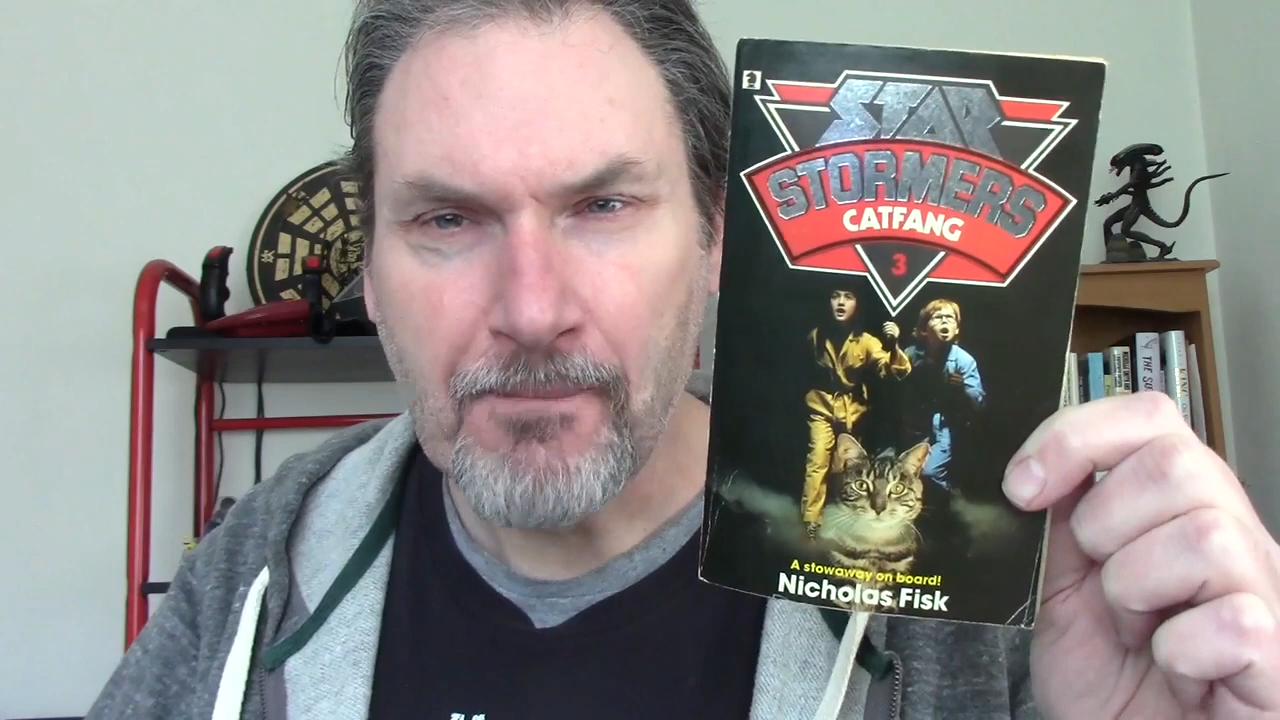 STAR
STORMERS
CATFANG
3
A stowaway on board!
Nicholas Fisk